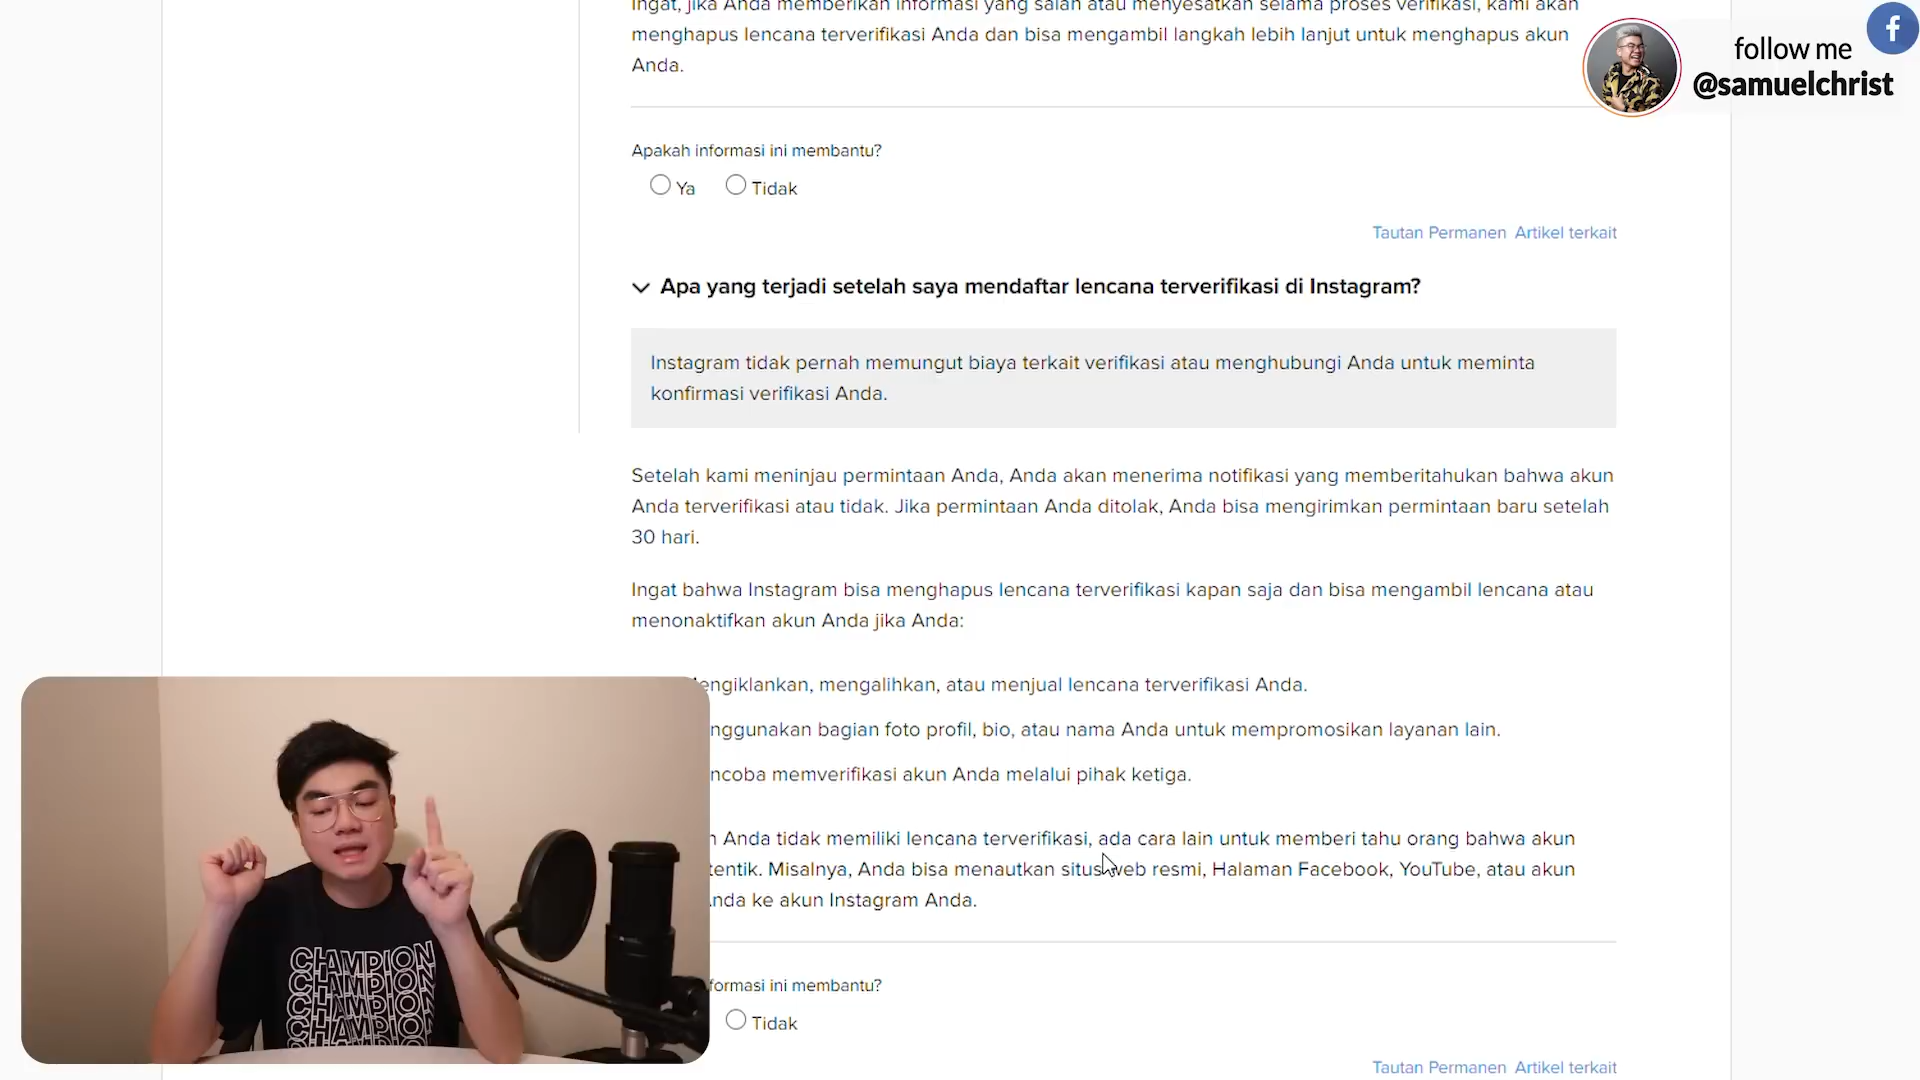 Ingat, jika Anda memberikan informasi yang salah atau menyesatkan selama proses verifikasi, kami akan
menghapus lencana terverifikasi Anda dan bisa mengambil langkah lebih lanjut untuk menghapus akun
Anda.
follow me
@samuelchrist
Apakah informasi ini membantu?
Ya Tidak
Tautan Permanen Artikel terkait
Apa yang terjadi setelah saya mendaftar lencana terverifikasi di Instagram?
Instagram tidak pernah memungut biaya terkait verifikasi atau menghubungi Anda untuk meminta
konfirmasi verifikasi Anda.
Setelah kami meninjau permintaan Anda, Anda akan menerima notifikasi yang memberitahukan bahwa akun
Anda terverifikasi atau tidak. Jika permintaan Anda ditolak, Anda bisa mengirimkan permintaan baru setelah
30 hari.
Ingat bahwa Instagram bisa menghapus lencana terverifikasi kapan saja dan bisa mengambil lencana atau
menonaktifkan akun Anda jika Anda:
engiklankan, mengalihkan, atau menjual lencana terverifikasi Anda.
nggunakan bagian foto profil, bio, atau nama Anda untuk mempromosikan layanan lain.
ncoba memverifikasi akun Anda melalui pihak ketiga.
Anda tidak memiliki lencana terverifikasi, ada cara lain untuk memberi tahu orang bahwa akun
tentik. Misalnya, Anda bisa menautkan situs web resmi, Halaman Facebook, YouTube, atau akun
nda ke akun Instagram Anda.
formasi ini membantu?
Tidak
Tautan Permanen Artikel terkait
CHAMPION
CHAMPION
CHAMPION
CHAMPION
CHAMPION